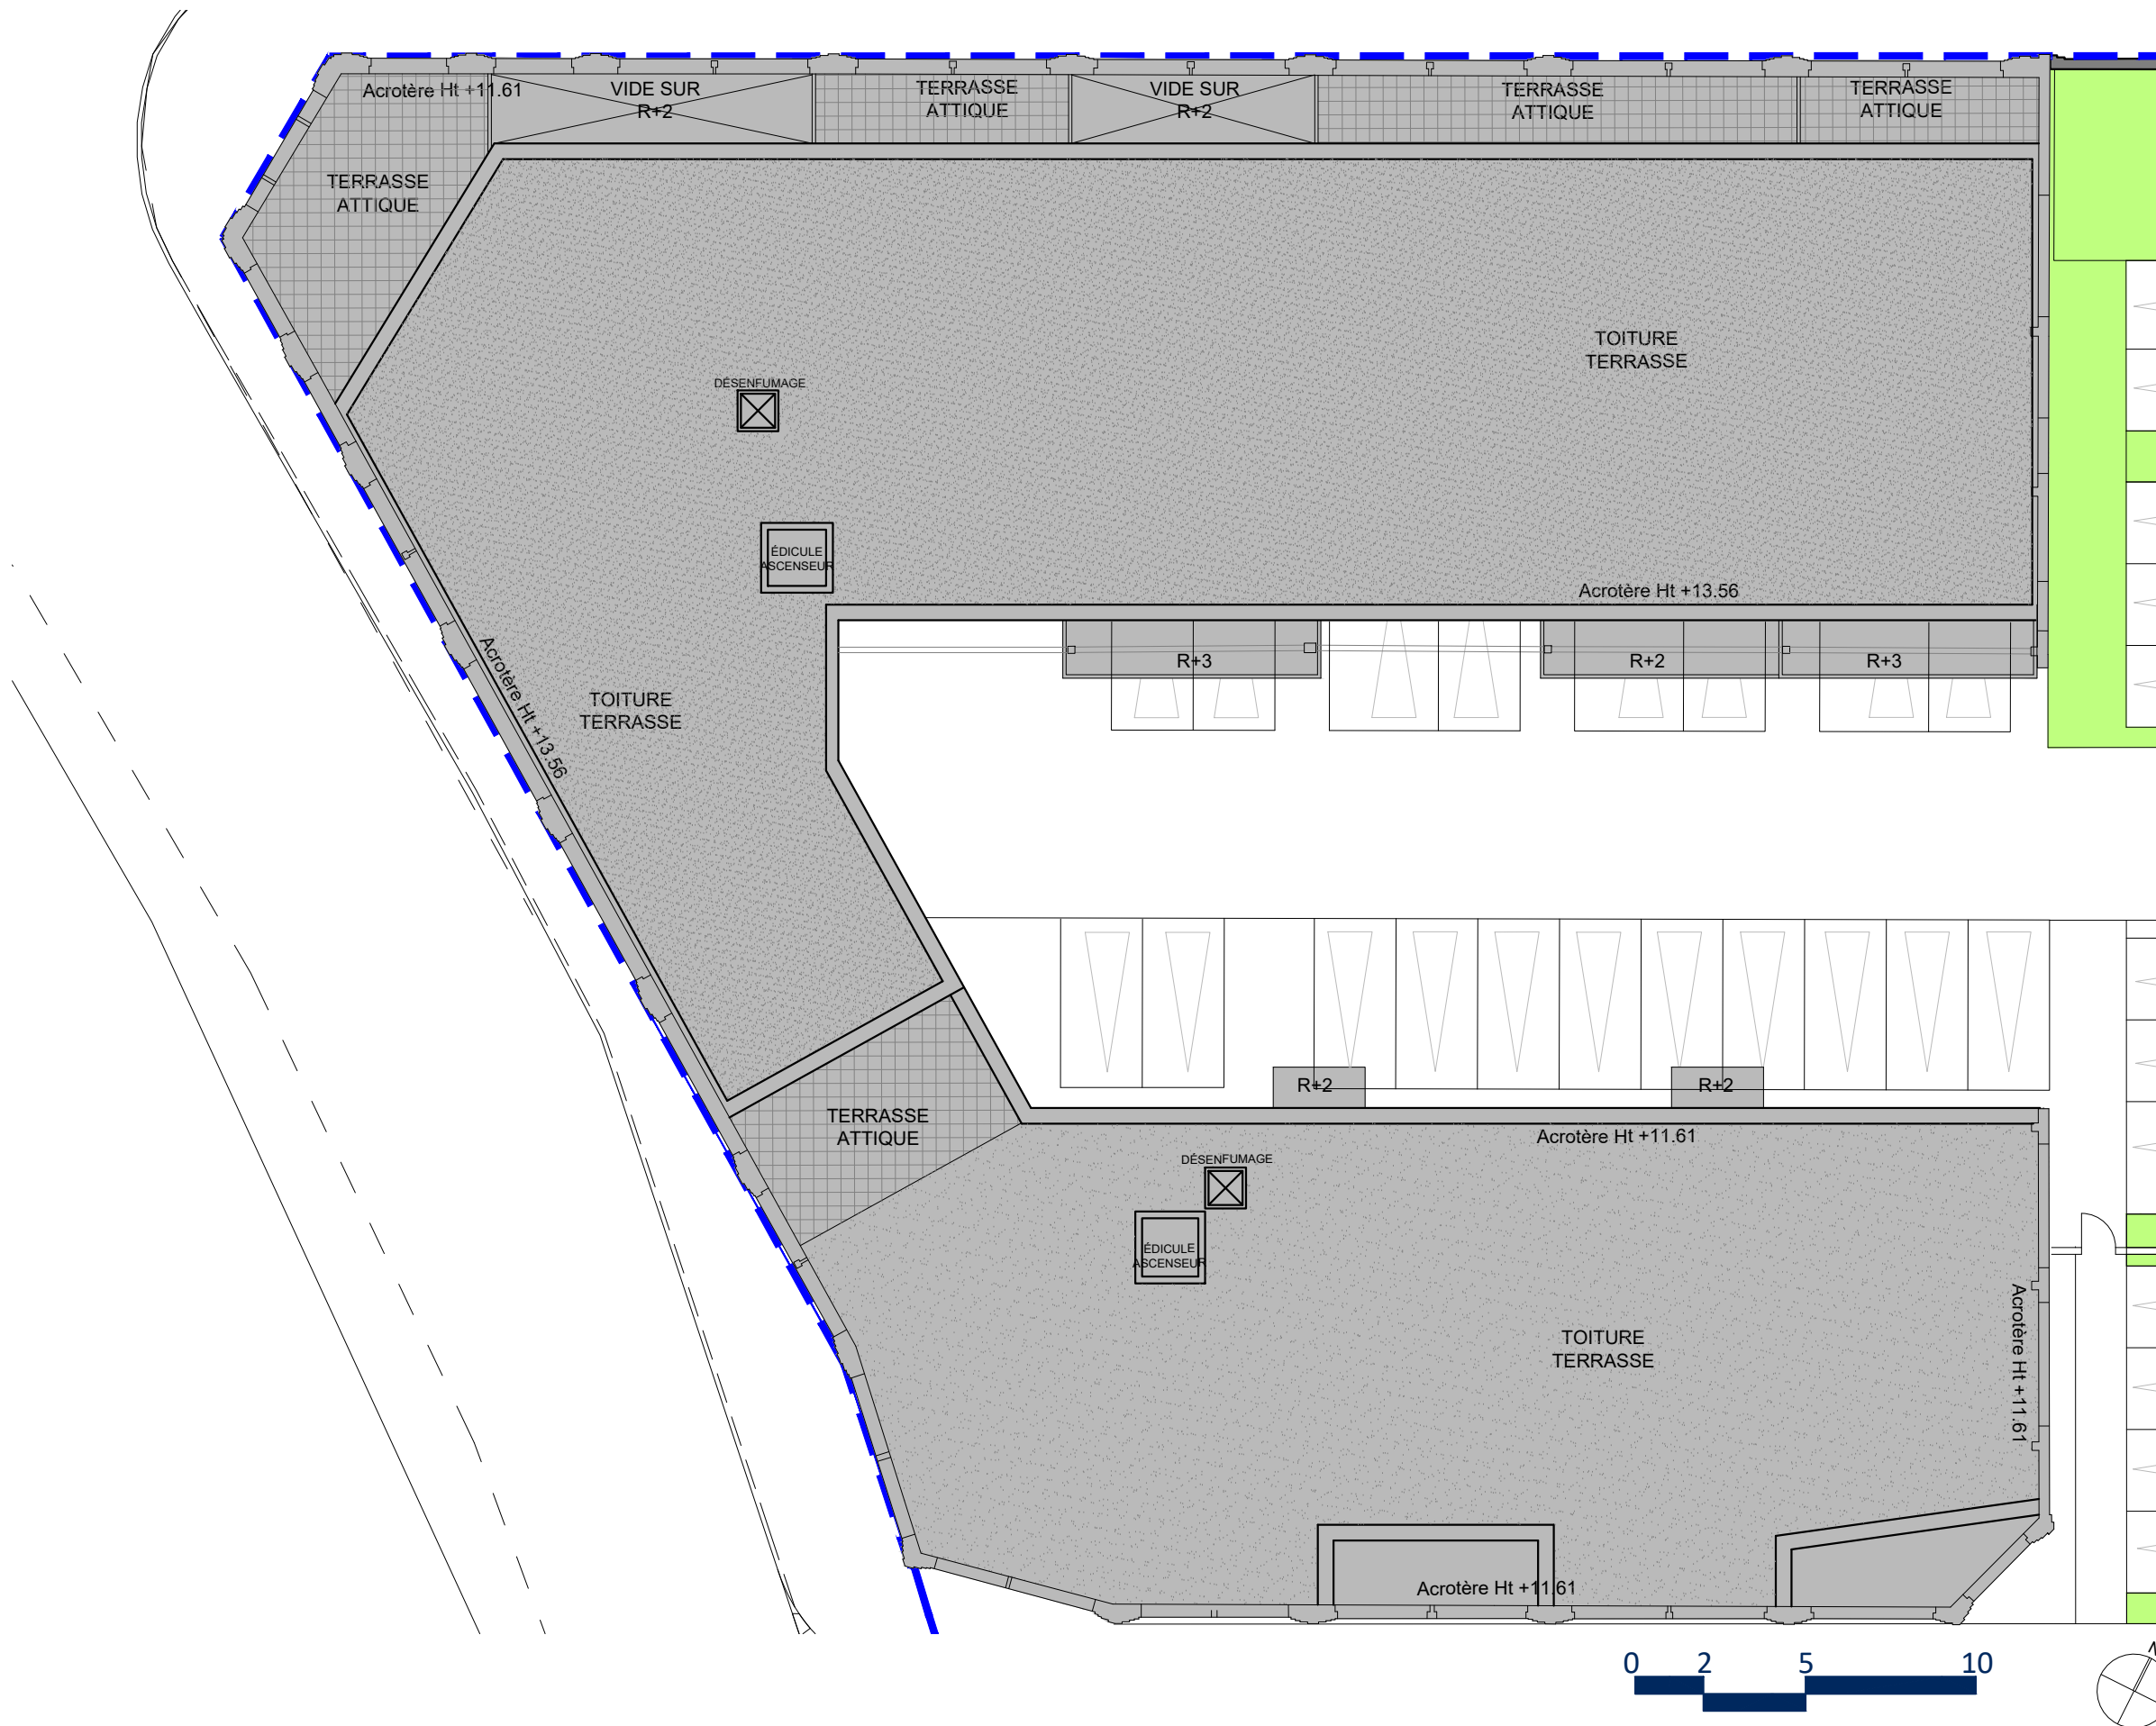 Acrotère Ht +11.61
VIDE SUR
R+2
TERRASSE
ATTIQUE
VIDE SUR
R+2
TERRASSE
ATTIQUE
TERRASSE
ATTIQUE
TERRASSE
ATTIQUE
TOITURE
TERRASSE
DÉSENFUMAGE
ÉDICULE
ASCENSEUR
Acrotère Ht +13.56
R+3
R+2
R+3
Acrotère Ht +13.56
TOITURE
TERRASSE
R+2
R+2
TERRASSE
ATTIQUE
Acrotère Ht +11.61
DÉSENFUMAGE
ÉDICULE
ASCENSEUR
TOITURE
TERRASSE
Acrotère Ht +11.61
Acrotère Ht +11.61
0 2 5 10